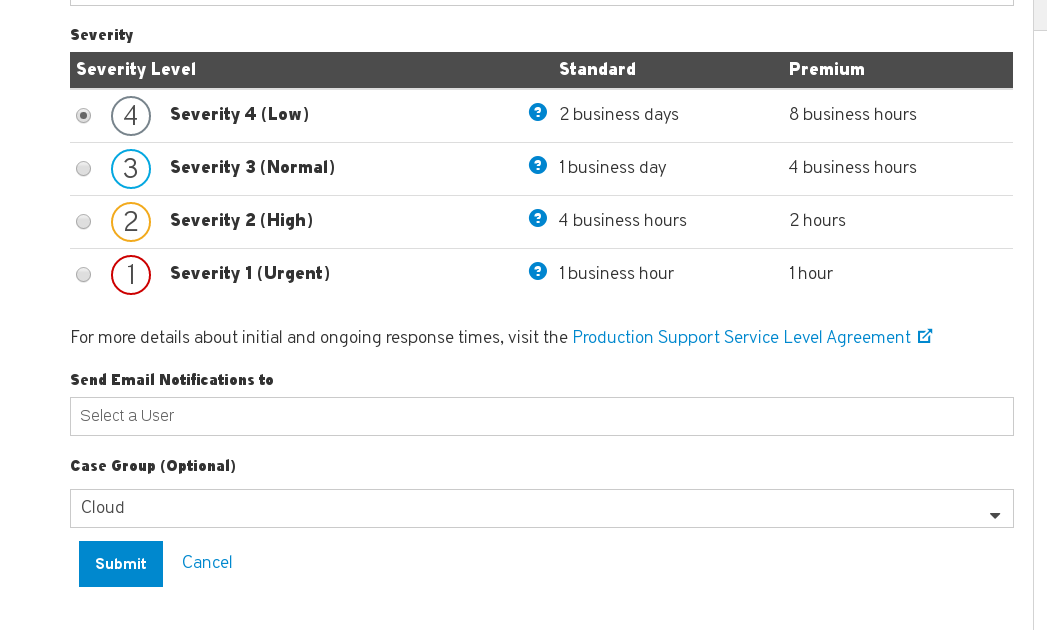 Severity
Severity Level Standard Premium
4 Severity 4 (Low) ? 2 business days 8 business hours
3 Severity 3 (Normal) ? 1 business day 4 business hours
2 Severity 2 (High) ? 4 business hours 2 hours
1 Severity 1 (Urgent) ? 1 business hour 1 hour
For more details about initial and ongoing response times, visit the Production Support Service Level Agreement
Send Email Notifications to
Select a User
Case Group (Optional)
Cloud
Submit Cancel